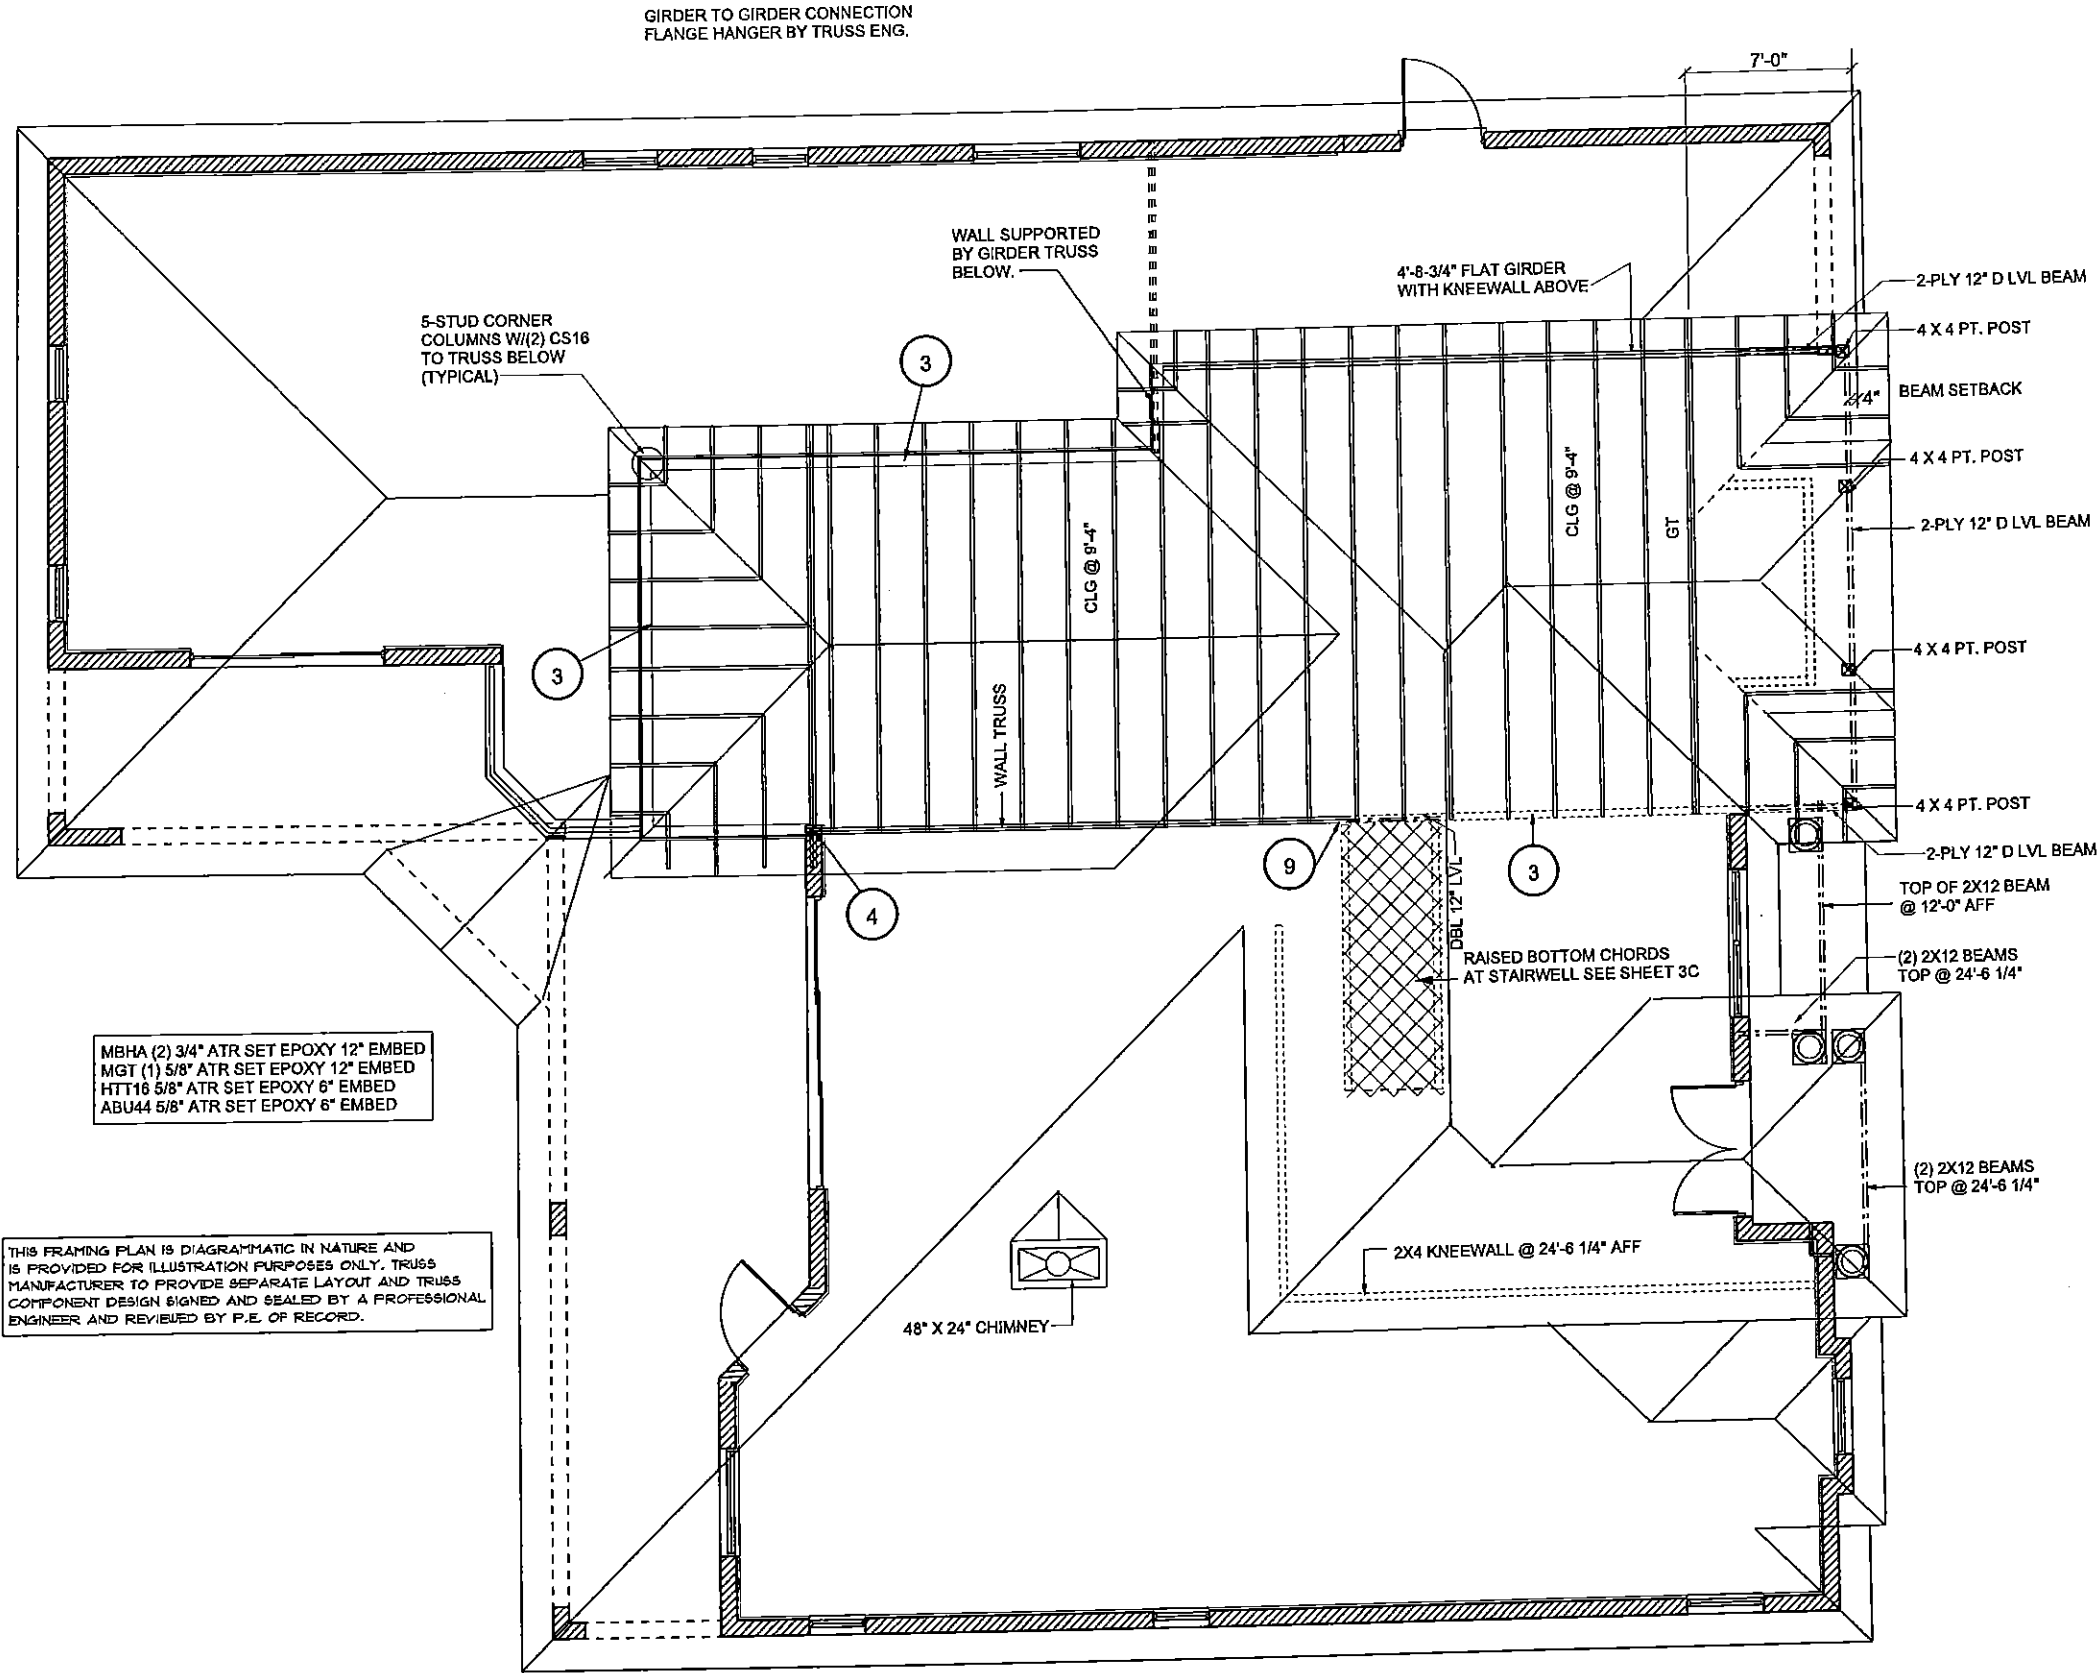 GIRDER TO GIRDER CONNECTION
FLANGE HANGER BY TRUSS ENG.
7'-0"
WALL SUPPORTED
BY GIRDER TRUSS
BELOW.
4'-8-3/4" FLAT GIRDER
WITH KNEEWALL ABOVE
2-PLY 12" D LVL BEAM
4 X 4 PT. POST
5-STUD CORNER
COLUMNS W/(2) CS16
TO TRUSS BELOW
(TYPICAL)
3
4"
BEAM SETBACK
4 X 4 PT. POST
CLG @ 9'-4"
CLG @ 9'-4"
GT
2-PLY 12" D LVL BEAM
3
4 X 4 PT. POST
WALL TRUSS
4 X 4 PT. POST
2-PLY 12" D LVL BEAM
9
3
4
DBL 12" LVL
TOP OF 2X12 BEAM
@ 12'-0" AFF
RAISED BOTTOM CHORDS
AT STAIRWELL SEE SHEET 3C
(2) 2X12 BEAMS
TOP @ 24'-6 1/4"
MBHA (2) 3/4" ATR SET EPOXY 12" EMBED
MGT (1) 5/8" ATR SET EPOXY 12" EMBED
HTT16 5/8" ATR SET EPOXY 6" EMBED
ABU44 5/8" ATR SET EPOXY 6" EMBED
(2) 2X12 BEAMS
TOP @ 24'-6 1/4"
THIS FRAMING PLAN IS DIAGRAMMATIC IN NATURE AND
IS PROVIDED FOR ILLUSTRATION PURPOSES ONLY. TRUSS
MANUFACTURER TO PROVIDE SEPARATE LAYOUT AND TRUSS
COMPONENT DESIGN SIGNED AND SEALED BY A PROFESSIONAL
ENGINEER AND REVIEWED BY P.E. OF RECORD.
2X4 KNEEWALL @ 24'-6 1/4" AFF
48" X 24" CHIMNEY